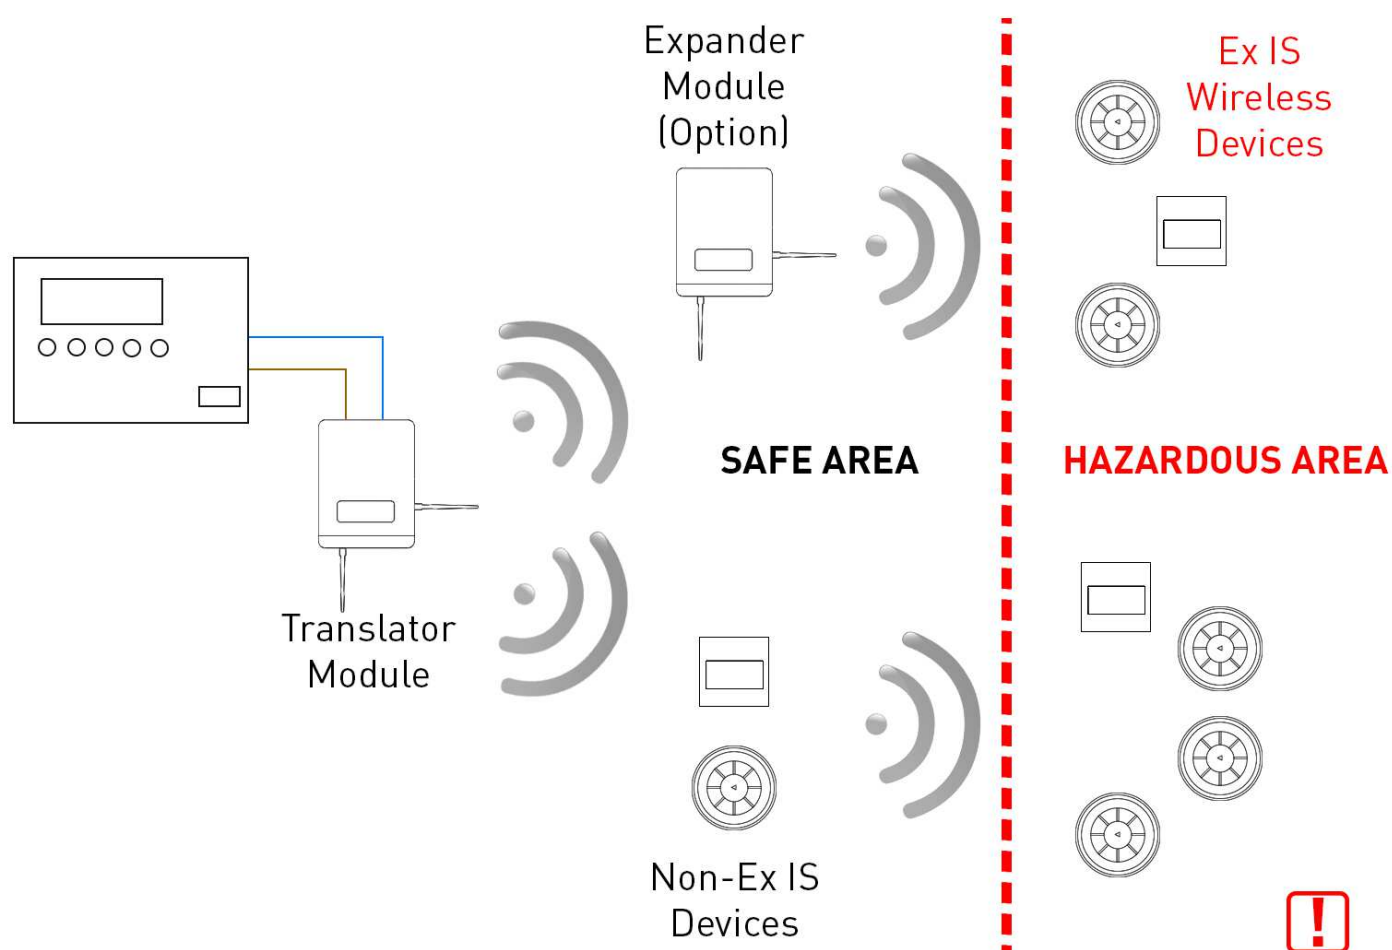 Expander
Module
(Option)
Ex IS
Wireless
Devices
SAFE AREA
HAZARDOUS AREA
Translator
Module
Non-Ex IS
Devices
!